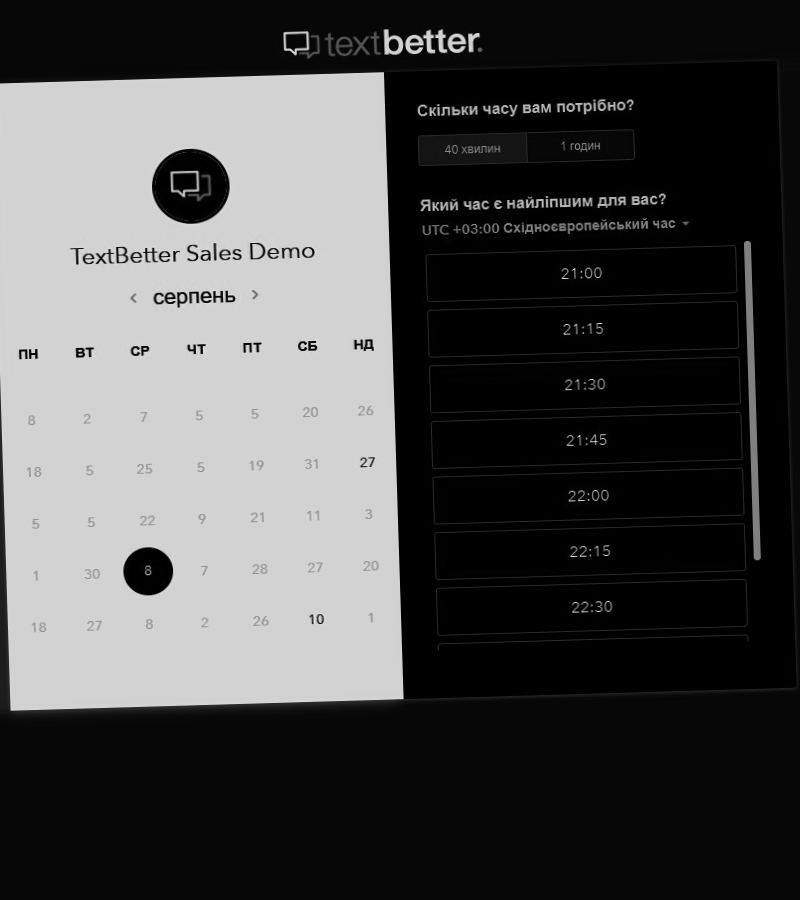 textbetter.
TextBetter Sales Demo
серпень
ПН ВТ СР ЧТ ПТ СБ НД
8 2 7 5 5 20 26
18 5 25 5 19 31 27
5 5 22 9 21 11 3
1 30 8 7 28 27 20
18 27 8 2 26 10 1
Скільки часу вам потрібно?
40 хвилин 1 годин
Який час є найліпшим для вас?
UTC +03:00 Східноєвропейський час
21:00
21:15
21:30
21:45
22:00
22:15
22:30